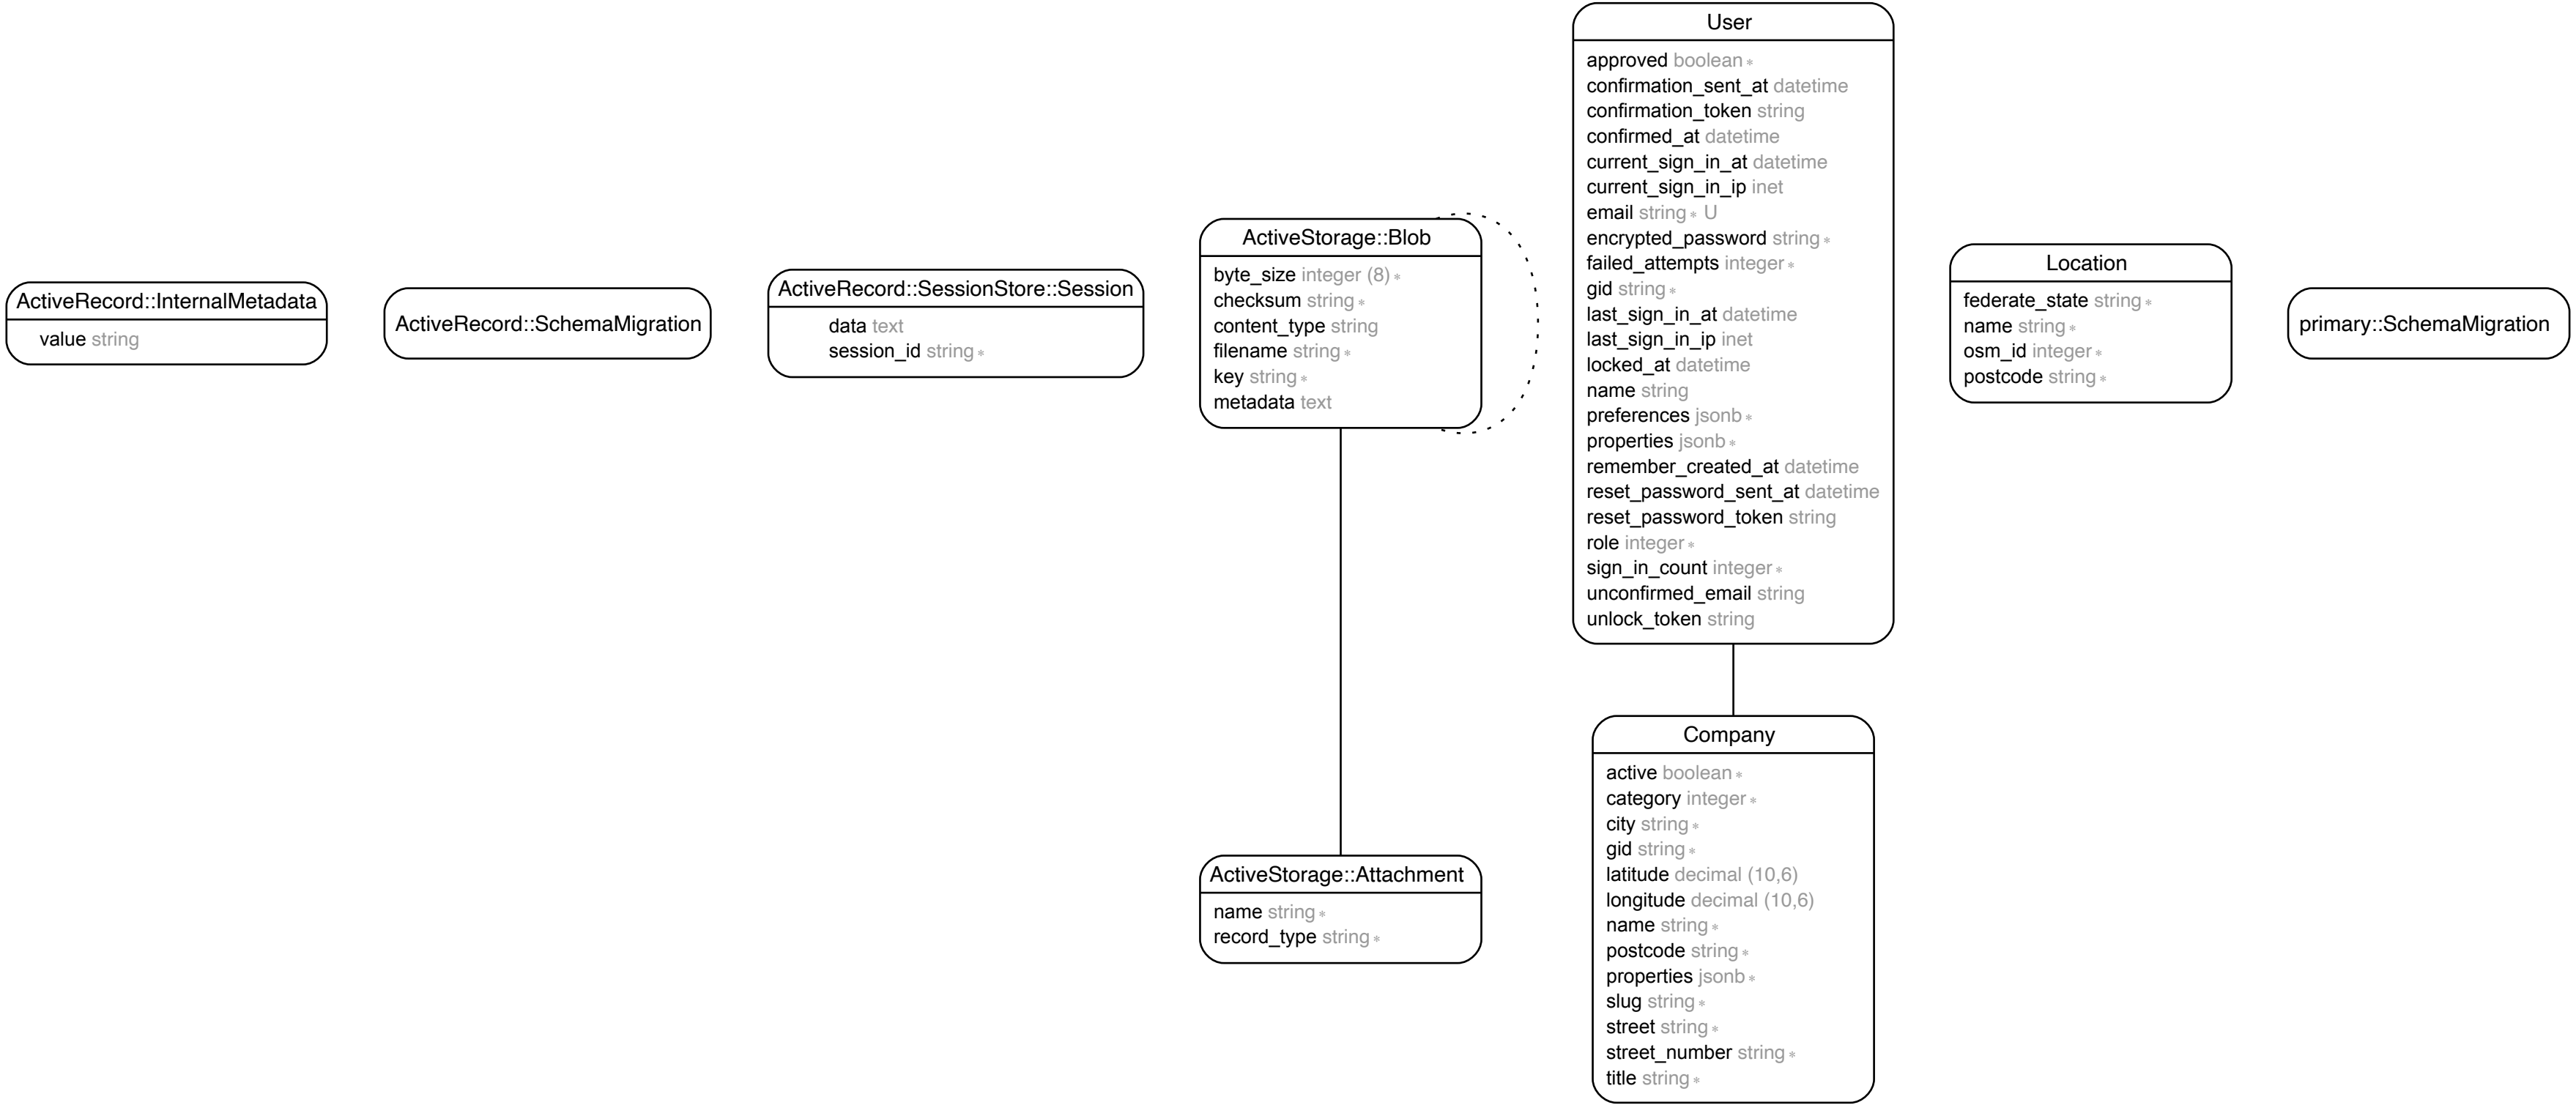 ActiveRecord::InternalMetadata
value string
ActiveRecord::SchemaMigration
ActiveRecord::SessionStore::Session
data text
session_id string ∗
ActiveStorage::Blob
byte_size integer (8) ∗
checksum string ∗
content_type string
filename string ∗
key string ∗
metadata text
ActiveStorage::Attachment
name string ∗
record_type string ∗
User
approved boolean ∗
confirmation_sent_at datetime
confirmation_token string
confirmed_at datetime
current_sign_in_at datetime
current_sign_in_ip inet
email string ∗ U
encrypted_password string ∗
failed_attempts integer ∗
gid string ∗
last_sign_in_at datetime
last_sign_in_ip inet
locked_at datetime
name string
preferences jsonb ∗
properties jsonb ∗
remember_created_at datetime
reset_password_sent_at datetime
reset_password_token string
role integer ∗
sign_in_count integer ∗
unconfirmed_email string
unlock_token string
Company
active boolean ∗
category integer ∗
city string ∗
gid string ∗
latitude decimal (10,6)
longitude decimal (10,6)
name string ∗
postcode string ∗
properties jsonb ∗
slug string ∗
street string ∗
street_number string ∗
title string ∗
Location
federate_state string ∗
name string ∗
osm_id integer ∗
postcode string ∗
primary::SchemaMigration